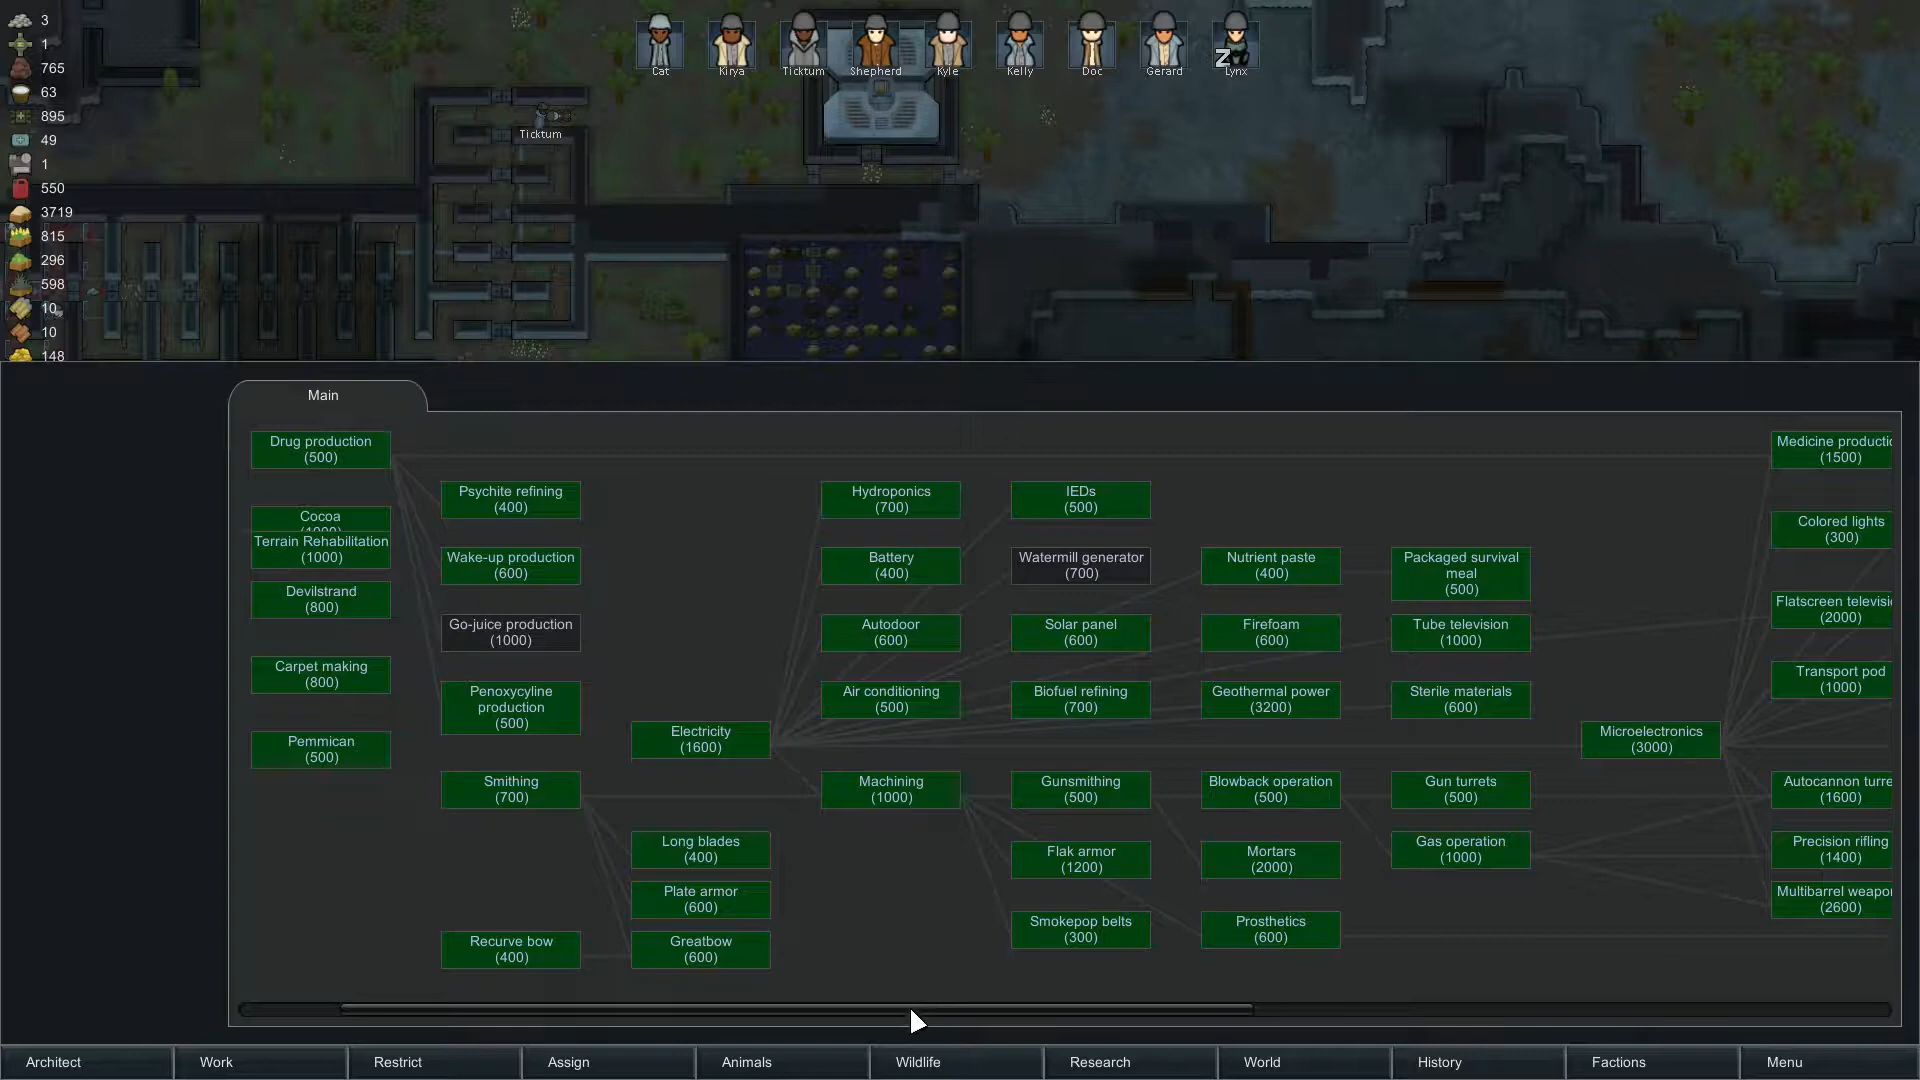 3
1
765
63
895
49
1
550
3719
815
296
598
10
10
148
Cat
Kirya
Ticktum
Shepherd
Kyle
Kelly
Doc
Gerard
Z
Lynx
Ticktum
Main
Drug production
(500)
Cocoa
(1000)
Terrain Rehabilitation
(1000)
Devilstrand
(800)
Carpet making
(800)
Pemmican
(500)
Psychite refining
(400)
Wake-up production
(600)
Go-juice production
(1000)
Penoxycyline
production
(500)
Smithing
(700)
Recurve bow
(400)
Electricity
(1600)
Long blades
(400)
Plate armor
(600)
Greatbow
(600)
Hydroponics
(700)
Battery
(400)
Autodoor
(600)
Air conditioning
(500)
Machining
(1000)
IEDs
(500)
Watermill generator
(700)
Solar panel
(600)
Biofuel refining
(700)
Gunsmithing
(500)
Flak armor
(1200)
Smokepop belts
(300)
Nutrient paste
(400)
Firefoam
(600)
Geothermal power
(3200)
Blowback operation
(500)
Mortars
(2000)
Prosthetics
(600)
Packaged survival
meal
(500)
Tube television
(1000)
Sterile materials
(600)
Gun turrets
(500)
Gas operation
(1000)
Microelectronics
(3000)
Medicine productio
(1500)
Colored lights
(300)
Flatscreen televisi
(2000)
Transport pod
(1000)
Autocannon turre
(1600)
Precision rifling
(1400)
Multibarrel weapo
(2600)
Architect
Work
Restrict
Assign
Animals
Wildlife
Research
World
History
Factions
Menu